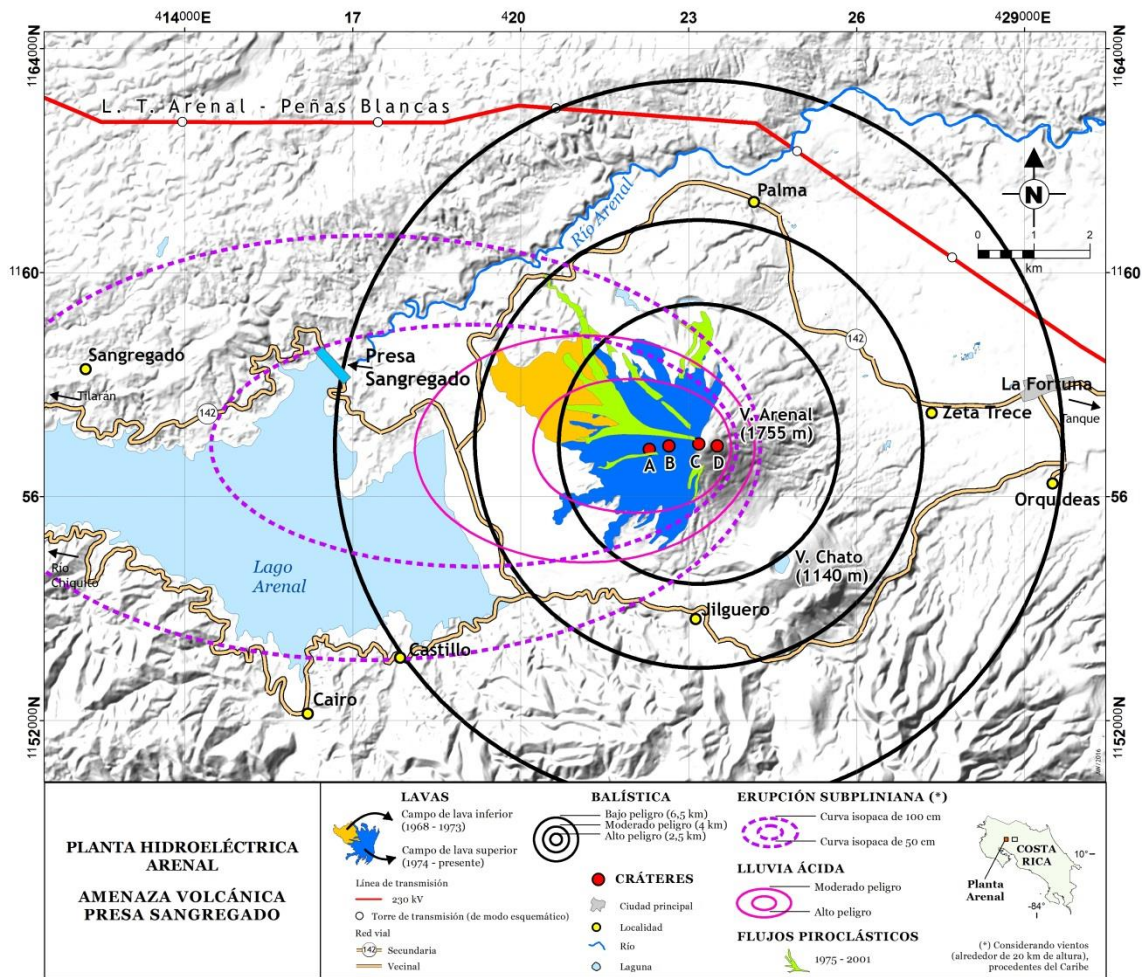 414000E 17 420 23 26 429000E
1164000N
1164000N
L. T. Arenal - Peñas Blancas
Río Arenal
Palma
N
0 1 2
km
1160
1160
142
Sangregado
Presa
Sangregado
Tilarán
142
La Fortuna
Zeta Trece
Tanque
V. Arenal
(1755 m)
A B C D
56
56
Orquídeas
Lago
Arenal
Río
Chiquito
V. Chato
(1140 m)
Jilguero
Castillo
Cairo
1152000N
1152000N
AW/2016
PLANTA HIDROELÉCTRICA
ARENAL
AMENAZA VOLCÁNICA
PRESA SANGREGADO
LAVAS
Campo de lava inferior
(1968 - 1973)
Campo de lava superior
(1974 - presente)
Línea de transmisión
230 kV
Torre de transmisión (de modo esquemático)
Red vial
142 Secundaria
Vecinal
BALÍSTICA
Bajo peligro (6,5 km)
Moderado peligro (4 km)
Alto peligro (2,5 km)
CRÁTERES
Ciudad principal
Localidad
Río
Laguna
ERUPCIÓN SUBPLINIANA (*)
Curva isopaca de 100 cm
Curva isopaca de 50 cm
LLUVIA ÁCIDA
Moderado peligro
Alto peligro
FLUJOS PIROCLÁSTICOS
1975 - 2001
COSTA
RICA
10°
Planta
Arenal
-84°
(*) Considerando vientos
(alrededor de 20 km de altura),
procedentes del Caribe